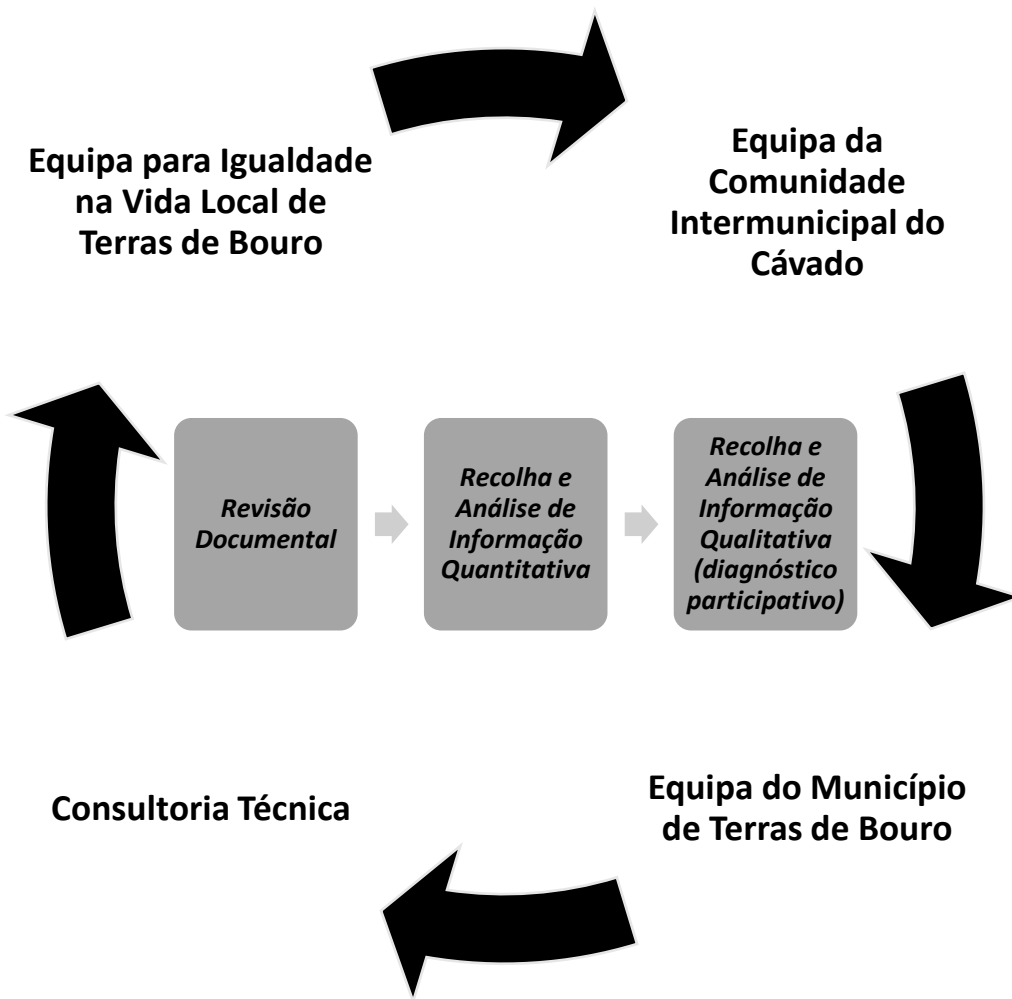 Equipa para Igualdade
na Vida Local de
Terras de Bouro
Equipa da
Comunidade
Intermunicipal do
Cávado
Revisão
Documental
Recolha e
Análise de
Informação
Quantitativa
Recolha e
Análise de
Informação
Qualitativa
(diagnóstico
participativo)
Consultoria Técnica
Equipa do Município
de Terras de Bouro